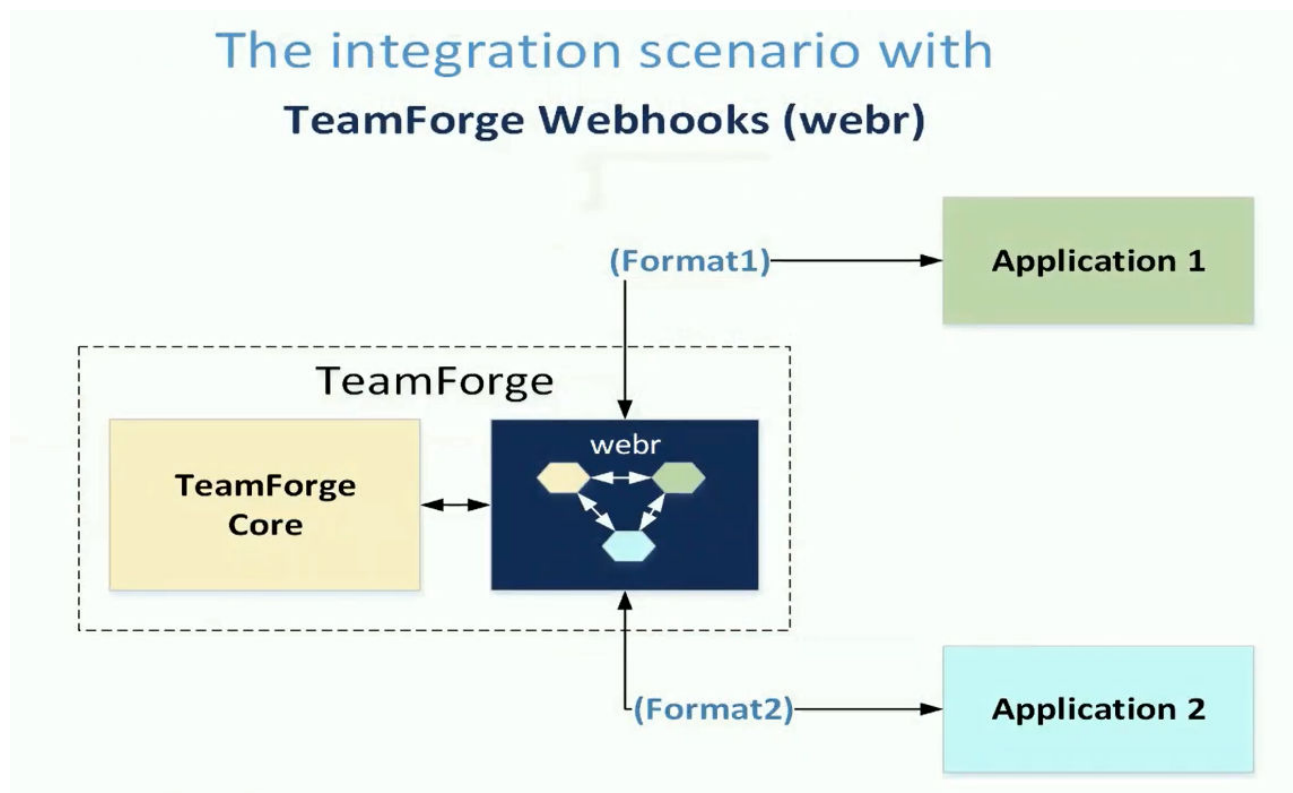 The integration scenario with
TeamForge Webhooks (webr)
(Format1)
Application 1
TeamForge
webr
TeamForge
Core
(Format2)
Application 2